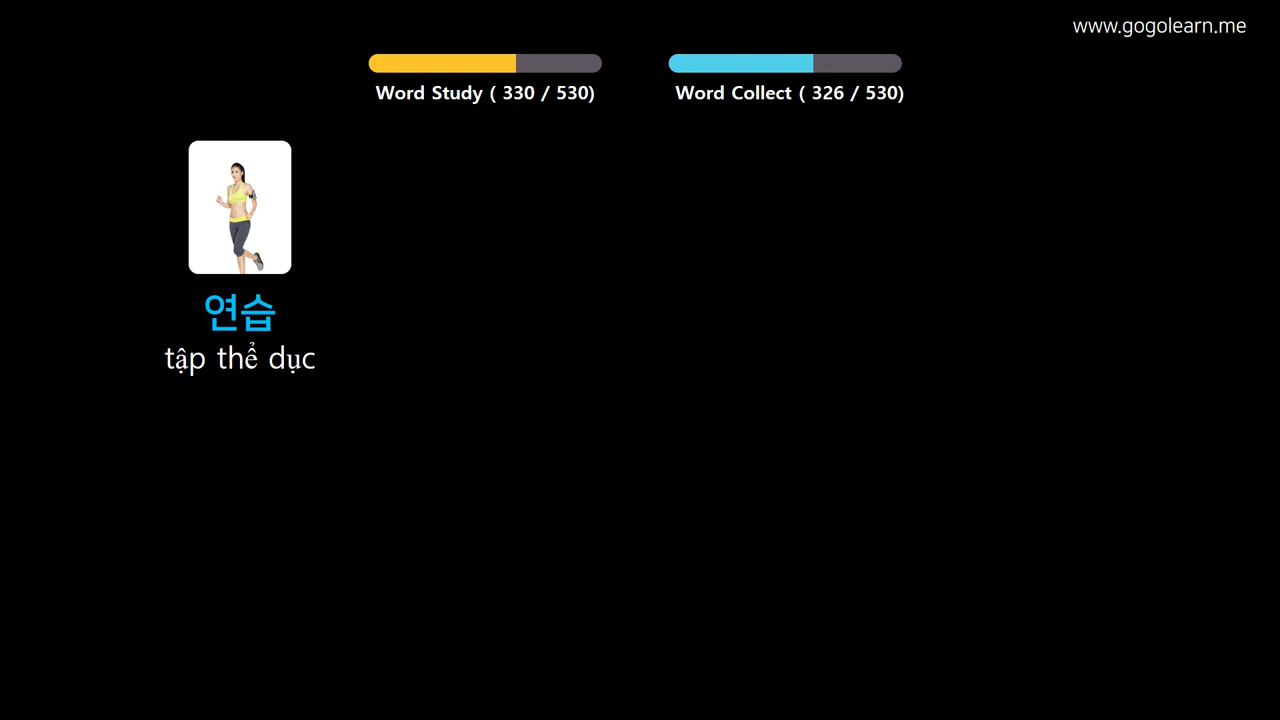 www.gogolearn.me
Word Study ( 330 / 530)
Word Collect ( 326 / 530)
연습
tập thể dục